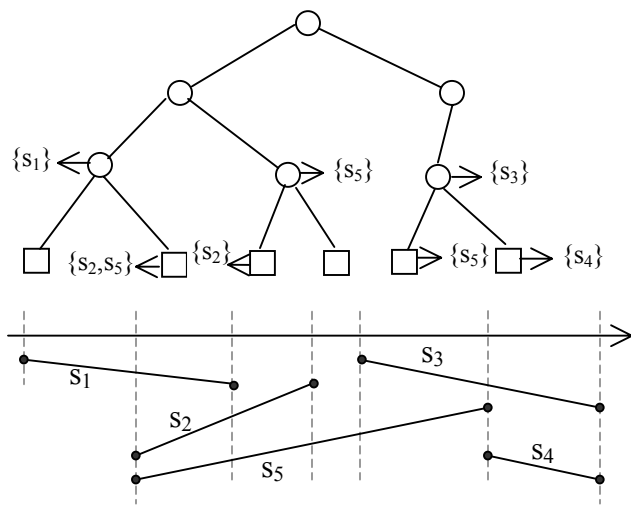 {s₁}
{s₅}
{s₃}
{s₂,s₅}
{s₂}
{s₅}
{s₄}
s₁
s₃
s₂
s₅
s₄